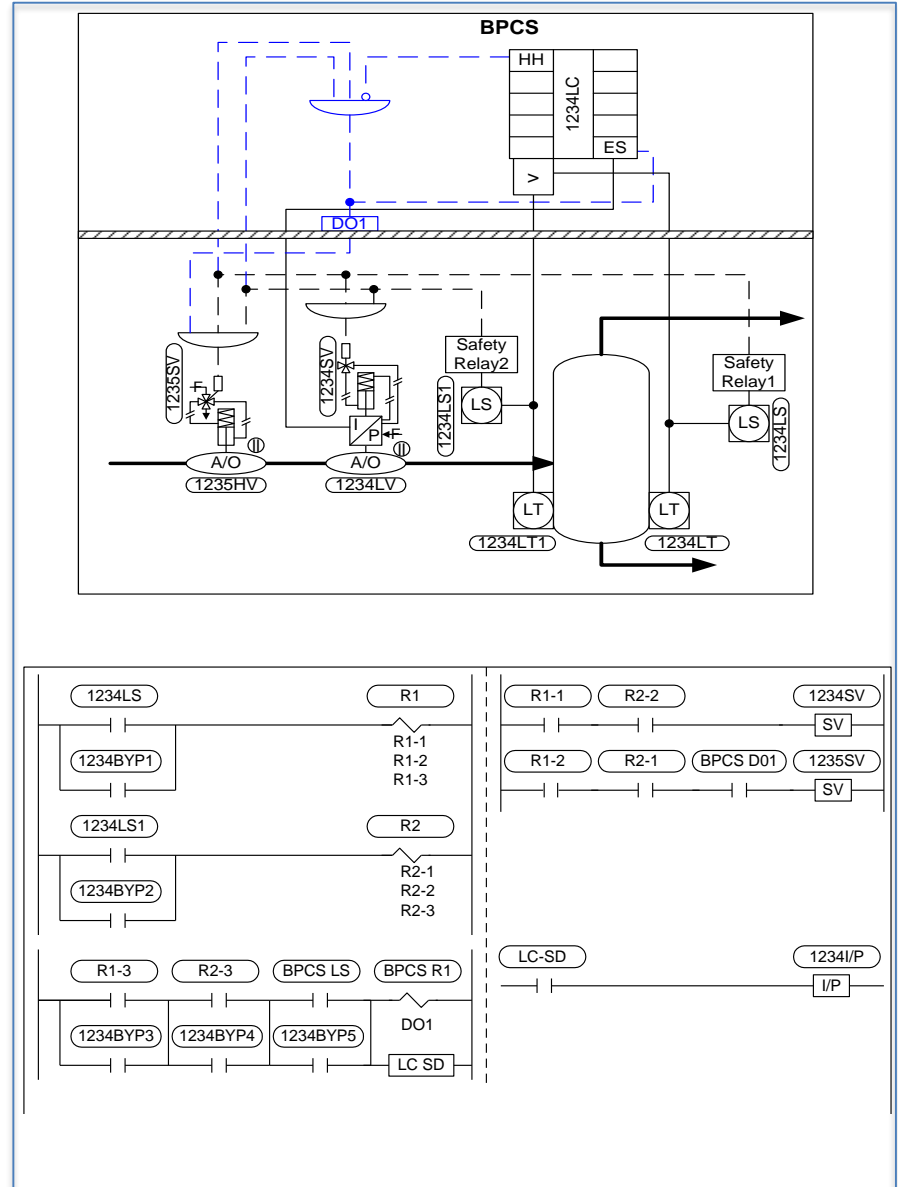 BPCS
HH
1234LC
ES
V
DO1
1235SV
F
1234SV
I
P
F
Safety
Relay2
1234LS1
LS
Safety
Relay1
LS
1234LS
A/O
1235HV
A/O
1234LV
LT
1234LT1
LT
1234LT
1234LS
R1
1234BYP1
R1-1
R1-2
R1-3
1234LS1
R2
1234BYP2
R2-1
R2-2
R2-3
R1-3
R2-3
BPCS LS
BPCS R1
1234BYP3
1234BYP4
1234BYP5
DO1
LC SD
R1-1
R2-2
1234SV
SV
R1-2
R2-1
BPCS D01
1235SV
SV
LC-SD
1234I/P
I/P